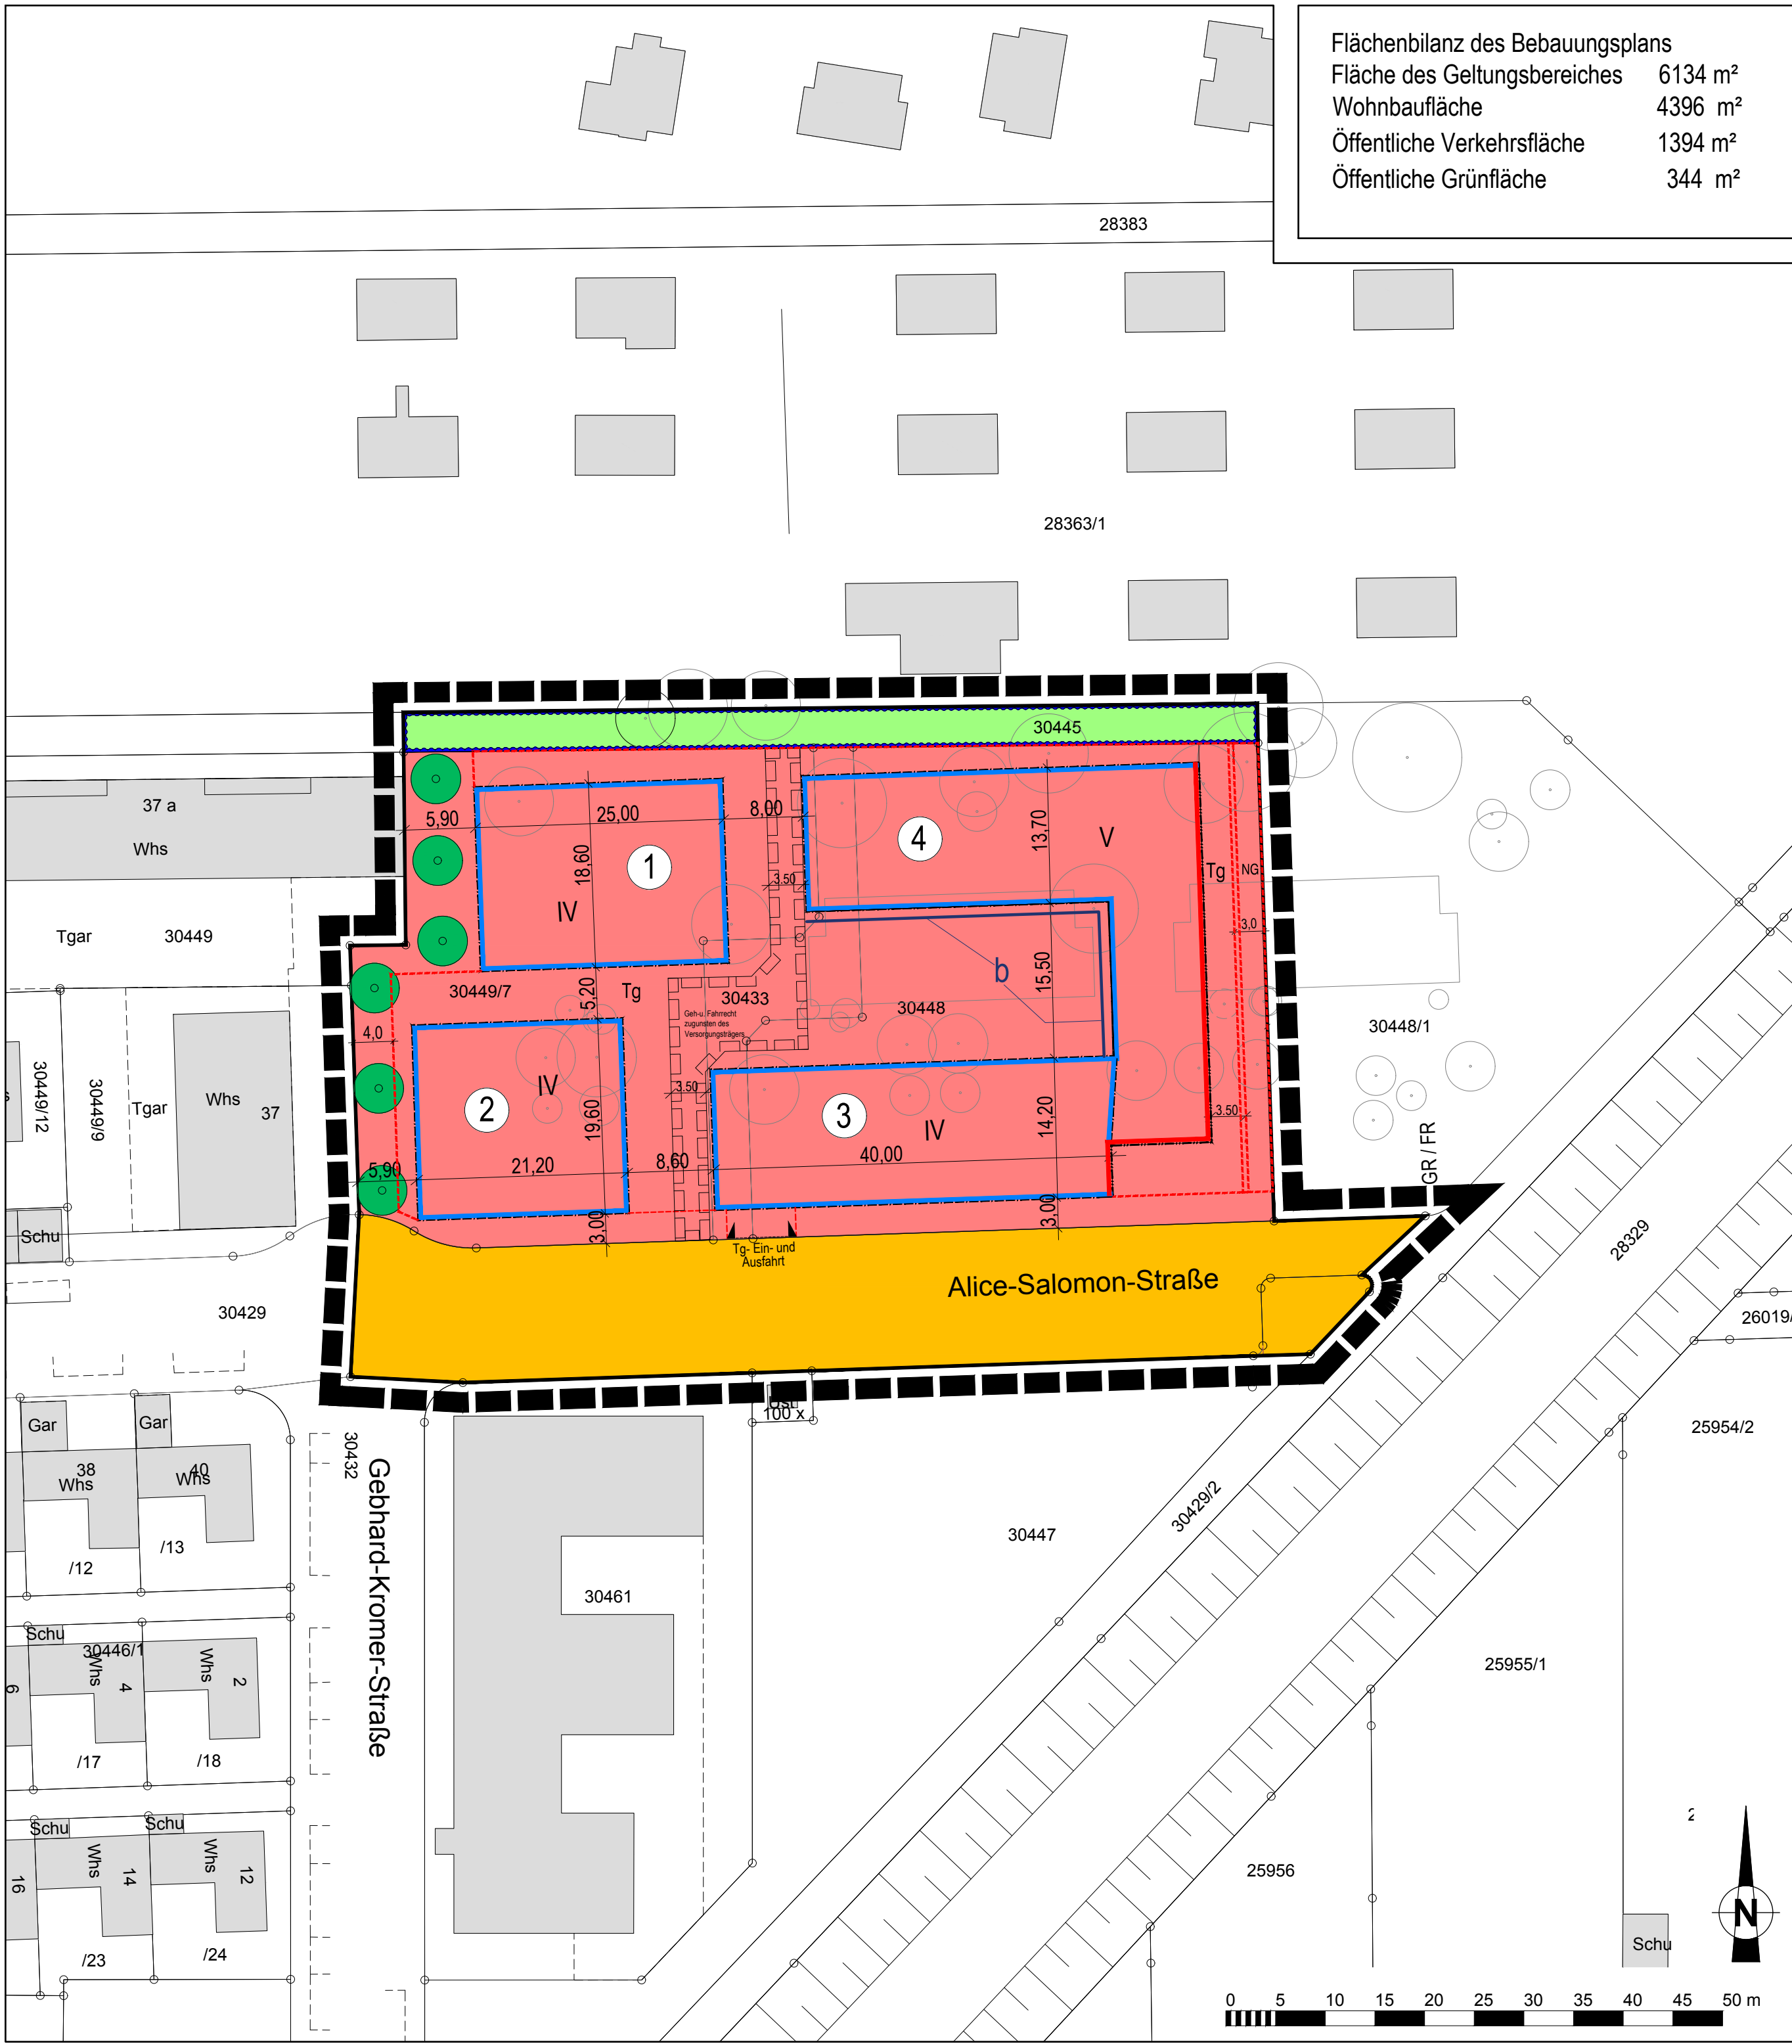 Flächenbilanz des Bebauungsplans
Fläche des Geltungsbereiches 6134 m²
Wohnbaufläche 4396 m²
Öffentliche Verkehrsfläche 1394 m²
Öffentliche Grünfläche 344 m²
28383
28363/1
30445
37 a
Whs
5,90
25,00
8,00
4
13,70
V
18,60
1
IV
3.50
Tg
NG
Tgar
30449
3,0
b
15,50
30449/7
5,20
Tg
30433
30448
Geh-u. Fahrrecht
zugunsten des
Versorgungsträgers
30448/1
4,0
30449/12
30449/9
Tgar
Whs
37
IV
2
19,60
3.50
3
IV
14,20
3.50
GR / FR
5,90
21,20
8,60
40,00
Schu
3,00
3,00
Tg- Ein- und
Ausfahrt
28329
Alice-Salomon-Straße
30429
26019/
Ust
100 x
Gar
Gar
38
Whs
40
Whs
30432
Gebhard-Kromer-Straße
25954/2
30429/2
30447
/12
/13
30461
Schu
30446/1
Whs
4
Whs
2
6
25955/1
/17
/18
Schu
Schu
Whs
14
Whs
12
16
25956
/23
/24
Schu
N
0 5 10 15 20 25 30 35 40 45 50 m